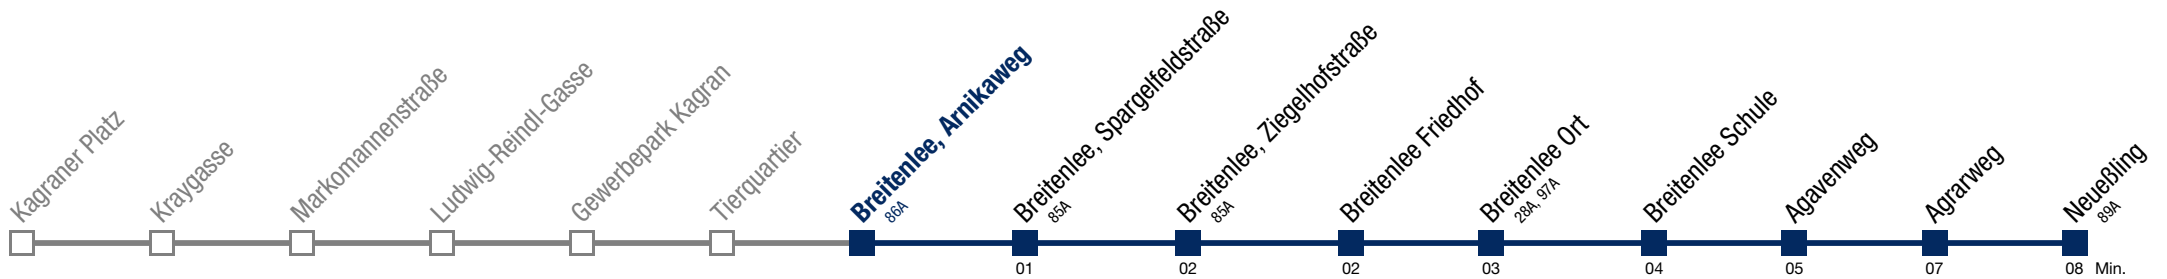 Kagraner Platz
Kraygasse
Markomannenstraße
Ludwig-Reindl-Gasse
Gewerbepark Kagran
Tierquartier
Breitenlee, Arnikaweg
86A
Breitenlee, Spargelfeldstraße
85A
Breitenlee, Ziegelhofstraße
85A
Breitenlee Friedhof
Breitenlee Ort
28A, 97A
Breitenlee Schule
Agavenweg
Agrarweg
Neueßling
89A
01 02 02 03 04 05 07 08 Min.